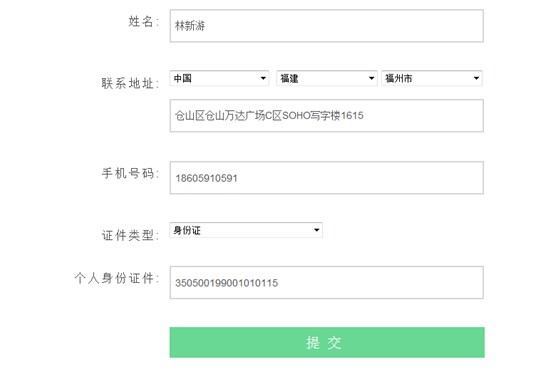 姓名: 林新游
联系地址: 中国 福建 福州市
仓山区仓山万达广场C区SOHO写字楼1615
手机号码: 18605910591
证件类型: 身份证
个人身份证件: 350500199001010115
提 交